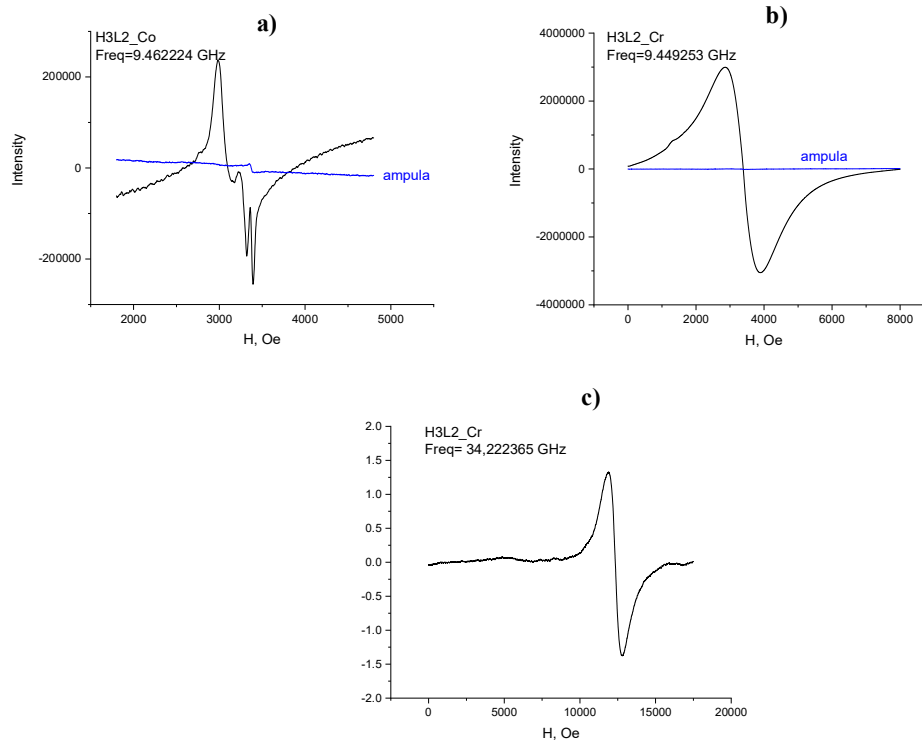 a)
H3L2_Co
Freq=9.462224 GHz
200000
0
-200000
Intensity
ampula
2000
3000
4000
5000
H, Oe
b)
H3L2_Cr
Freq=9.449253 GHz
4000000
2000000
0
-2000000
-4000000
Intensity
ampula
0
2000
4000
6000
8000
H, Oe
c)
H3L2_Cr
Freq= 34,222365 GHz
2.0
1.5
1.0
0.5
0.0
-0.5
-1.0
-1.5
-2.0
0
5000
10000
15000
20000
H, Oe